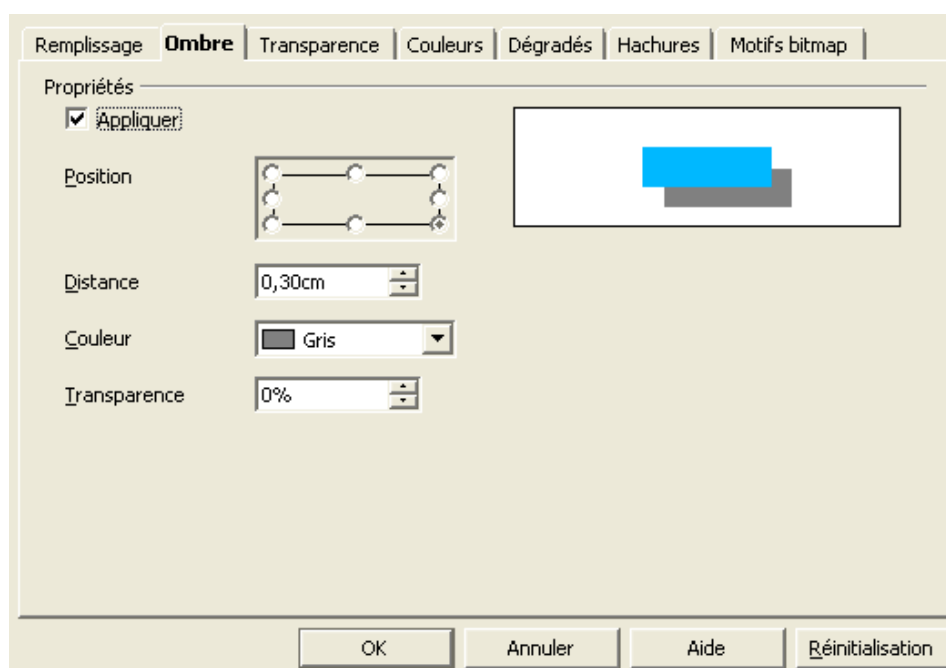 Remplissage Ombre Transparence Couleurs Dégradés Hachures Motifs bitmap
Propriétés
Appliquer
Position
Distance 0,30cm
Couleur Gris
Transparence 0%
OK Annuler Aide Réinitialisation